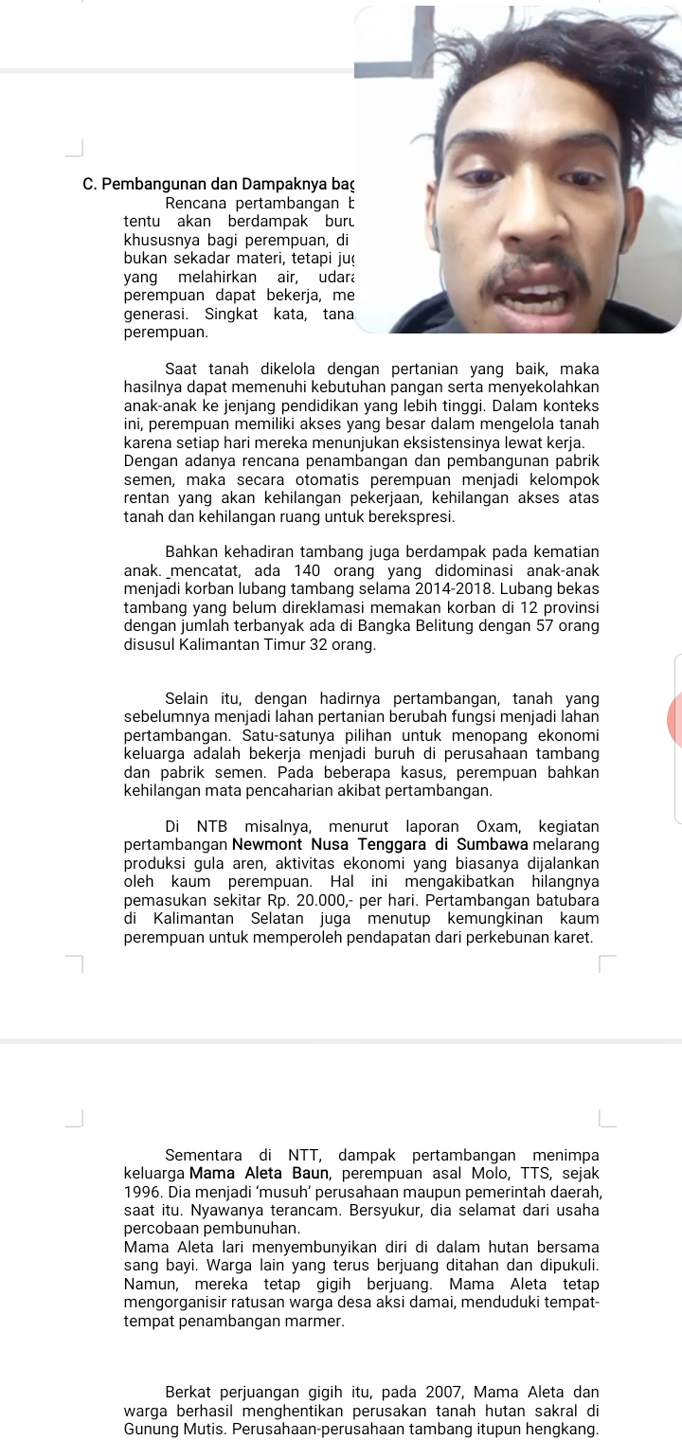 C. Pembangunan dan Dampaknya
Rencana pertambangan
tentu akan berdampak
khususnya bagi perempuan, di
bukan sekadar materi, tetapi
yang melahirkan air,
perempuan dapat bekerja,
generasi. Singkat kata,
perempuan.
Saat tanah dikelola dengan pertanian yang baik, maka
hasilnya dapat memenuhi kebutuhan pangan serta menyekolahkan
anak-anak ke jenjang pendidikan yang lebih tinggi. Dalam konteks
ini, perempuan memiliki akses yang besar dalam mengelola tanah
karena setiap hari mereka menunjukan eksistensinya lewat kerja.
Dengan adanya rencana penambangan dan pembangunan pabrik
semen, maka secara otomatis perempuan menjadi kelompok
rentan yang akan kehilangan pekerjaan, kehilangan akses atas
tanah dan kehilangan ruang untuk berekspresi.
Bahkan kehadiran tambang juga berdampak pada kematian
anak. _mencatat, ada 140 orang yang didominasi anak-anak
menjadi korban lubang tambang selama 2014-2018. Lubang bekas
tambang yang belum direklamasi memakan korban di 12 provinsi
dengan jumlah terbanyak ada di Bangka Belitung dengan 57 orang
disusul Kalimantan Timur 32 orang.
Selain itu, dengan hadirnya pertambangan, tanah yang
sebelumnya menjadi lahan pertanian berubah fungsi menjadi lahan
pertambangan. Satu-satunya pilihan untuk menopang ekonomi
keluarga adalah bekerja menjadi buruh di perusahaan tambang
dan pabrik semen. Pada beberapa kasus, perempuan bahkan
kehilangan mata pencaharian akibat pertambangan.
Di NTB misalnya, menurut laporan Oxam, kegiatan
pertambangan Newmont Nusa Tenggara di Sumbawa melarang
produksi gula aren, aktivitas ekonomi yang biasanya dijalankan
oleh kaum perempuan. Hal ini mengakibatkan hilangnya
pemasukan sekitar Rp. 20.000,- per hari. Pertambangan batubara
di Kalimantan Selatan juga menutup kemungkinan kaum
perempuan untuk memperoleh pendapatan dari perkebunan karet.
Sementara di NTT, dampak pertambangan menimpa
keluarga Mama Aleta Baun, perempuan asal Molo, TTS, sejak
1996. Dia menjadi ‘musuh’ perusahaan maupun pemerintah daerah,
saat itu. Nyawanya terancam. Bersyukur, dia selamat dari usaha
percobaan pembunuhan.
Mama Aleta lari menyembunyikan diri di dalam hutan bersama
sang bayi. Warga lain yang terus berjuang ditahan dan dipukuli.
Namun, mereka tetap gigih berjuang. Mama Aleta tetap
mengorganisir ratusan warga desa aksi damai, menduduki tempat-
tempat penambangan marmer.
Berkat perjuangan gigih itu, pada 2007, Mama Aleta dan
warga berhasil menghentikan perusakan tanah hutan sakral di
Gunung Mutis. Perusahaan-perusahaan tambang itupun hengkang.